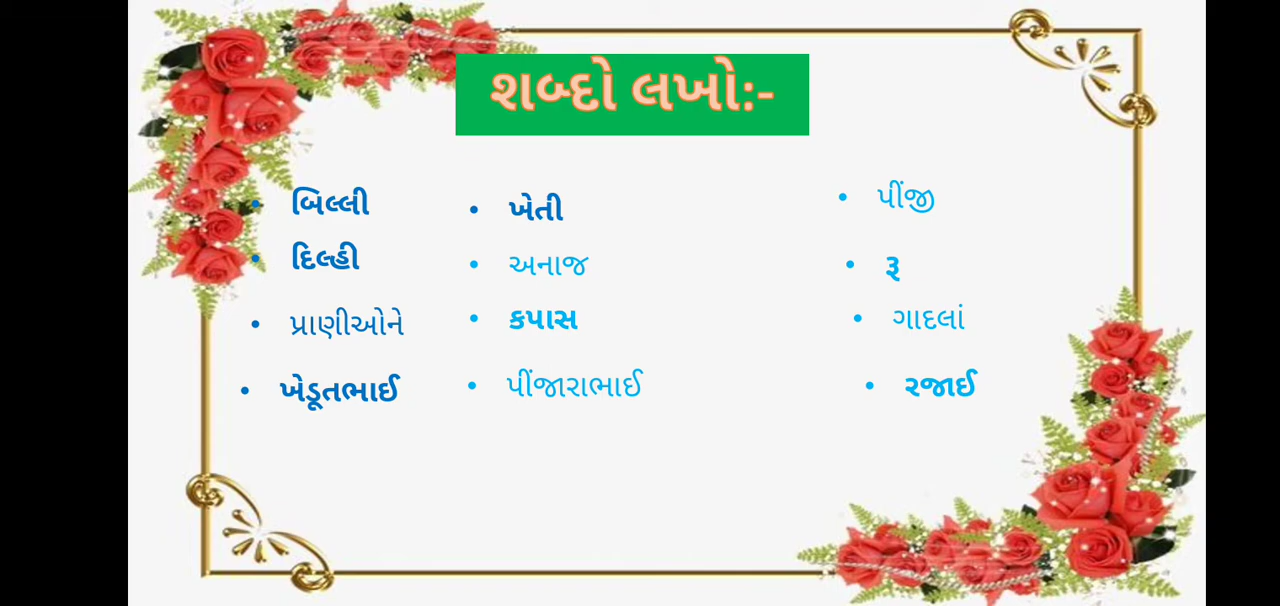 શબ્દો લખો:-
• બિલ્લી
• દિલ્હી
• પ્રાણીઓને
• ખેડૂતભાઈ
• ખેતી
• અનાજ
• કપાસ
• પીંજારાભાઈ
• પીંજી
• રૂ
• ગાદલાં
• રજાઈ